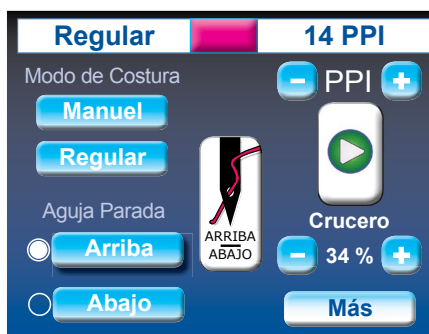 Regular
14 PPI
Modo de Costura
Manuel
Regular
Aguja Parada
Arriba
Abajo
ARRIBA
ABAJO
- PPI +
Crucero
- 34 % +
Más